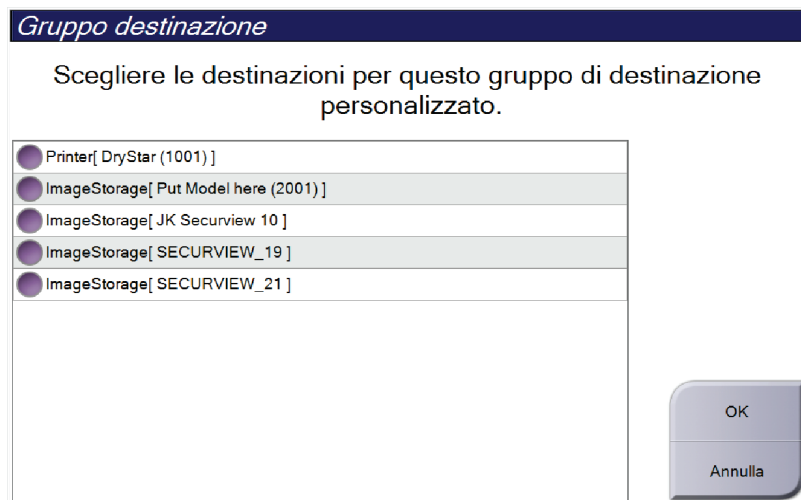 Gruppo destinazione
Scegliere le destinazioni per questo gruppo di destinazione
personalizzato.
Printer[ DryStar (1001) ]
ImageStorage[ Put Model here (2001) ]
ImageStorage[ JK Securview 10 ]
ImageStorage[ SECURVIEW_19 ]
ImageStorage[ SECURVIEW_21 ]
OK
Annulla